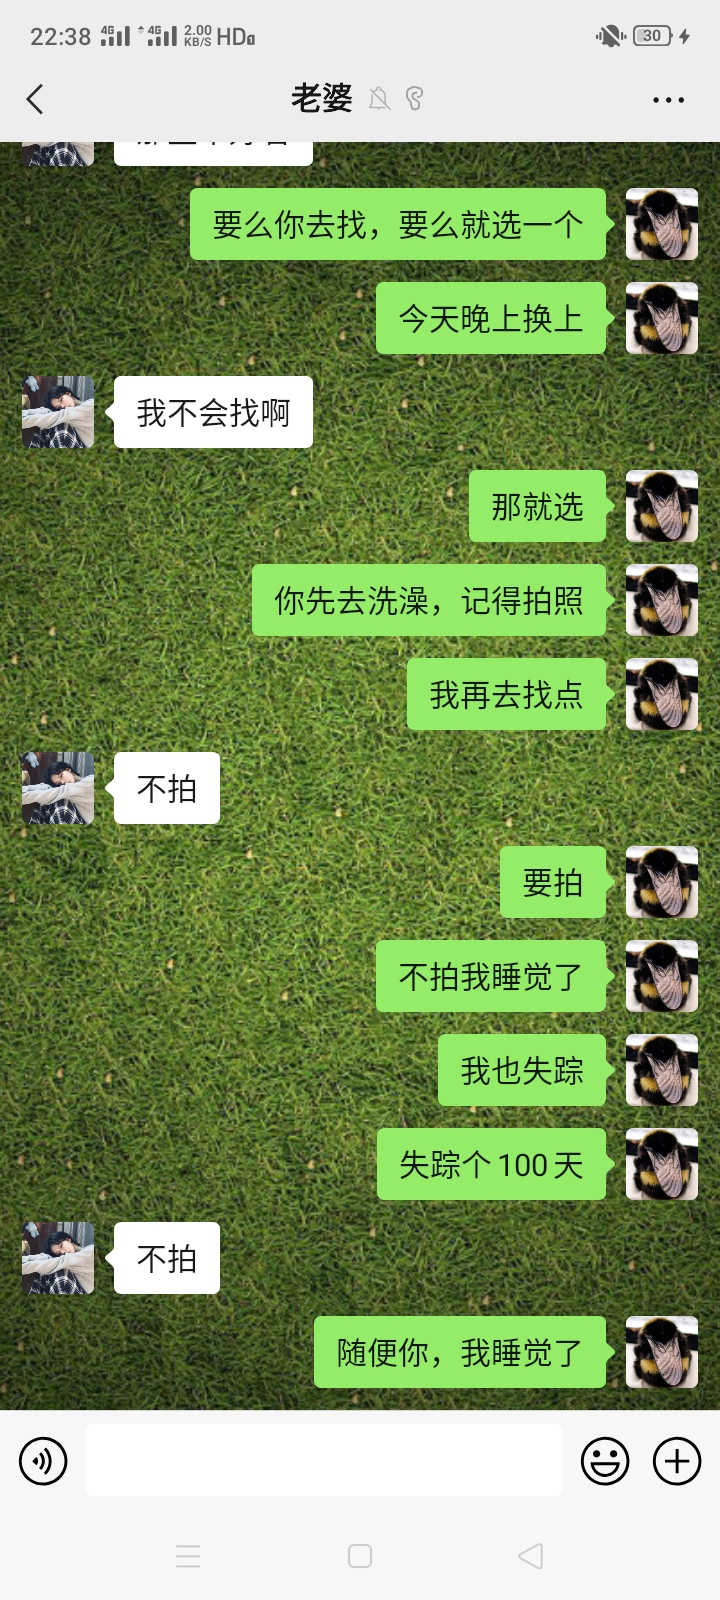 22:38 4G 4G 2.00 KB/S HD 30
老婆
要么你去找，要么就选一个
今天晚上换上
我不会找啊
那就选
你先去洗澡，记得拍照
我再去找点
不拍
要拍
不拍我睡觉了
我也失踪
失踪个100天
不拍
随便你，我睡觉了